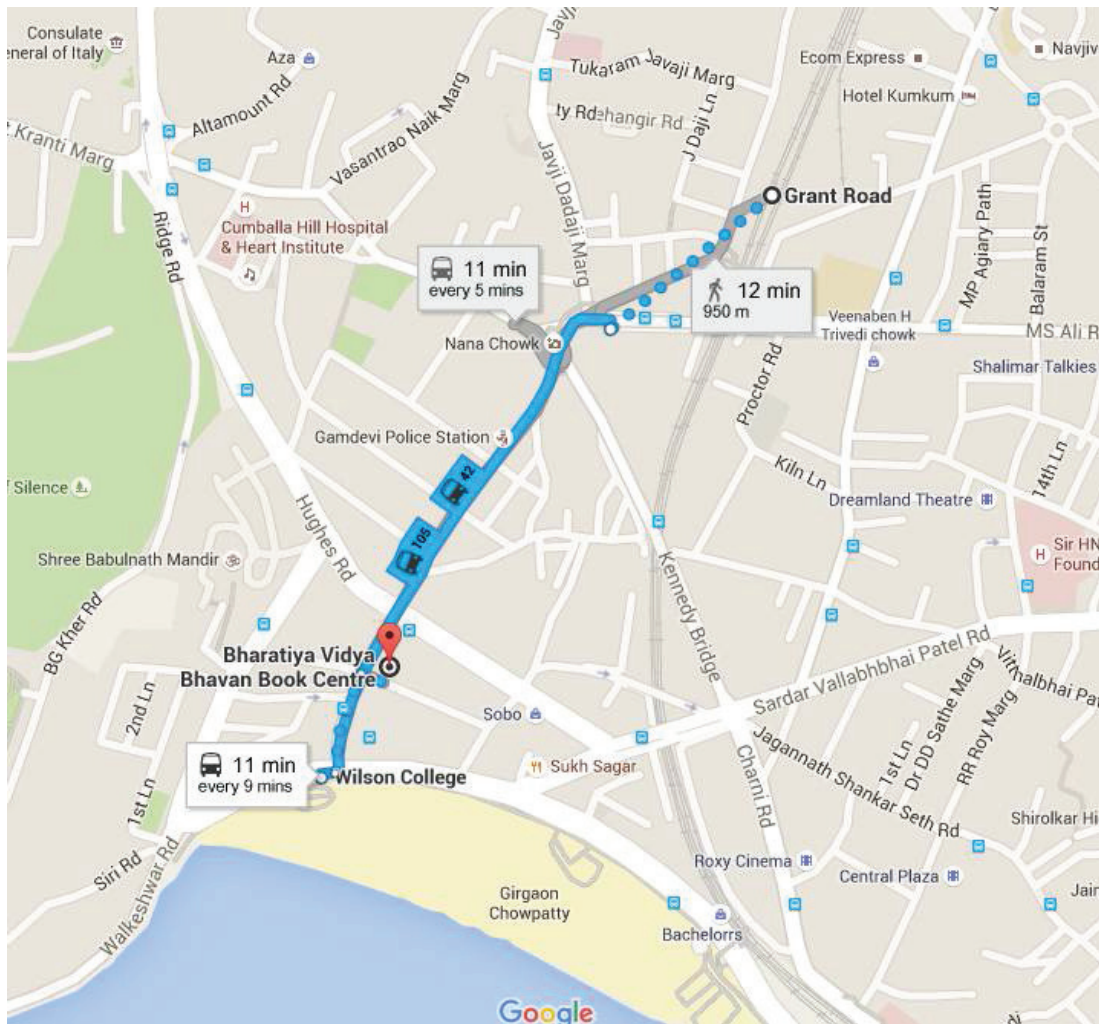 Consulate
eneral of Italy
Aza
Altamount Rd
Kranti Marg
Vasantrao Naik Marg
Javji
Tukaram Javaji Marg
ty Rd
ehangir Rd
J Daji Ln
Javji Dadaji Marg
Ecom Express
Navjiv
Hotel Kumkum
Grant Road
Ridge Rd
H
Cumballa Hill Hospital
& Heart Institute
11 min
every 5 mins
12 min
950 m
MP Agiary Path
Balaram St
Nana Chowk
Veenaben H
Trivedi chowk
MS Ali R
Shalimar Talkies
Proctor Rd
Gamdevi Police Station
42
105
Kiln Ln
14th Ln
f Silence
Dreamland Theatre
Hughes Rd
Shree Babulnath Mandir
Kennedy Bridge
H
Sir HN
Found
BG Kher Rd
Bharatiya Vidya
Bhavan Book Centre
Sardar Vallabhbhai Patel Rd
Vitthalbhai Pat
2nd Ln
Sobo
Dr DD Sathe Marg
RR Roy Marg
1st Ln
11 min
every 9 mins
Wilson College
Sukh Sagar
Jagannath Shankar Seth Rd
Charni Rd
1st Ln
Siri Rd
Walkeshwar Rd
Shirolkar Hi
Roxy Cinema
Central Plaza
Jain
Girgaon
Chowpatty
Bachelorrs
Google